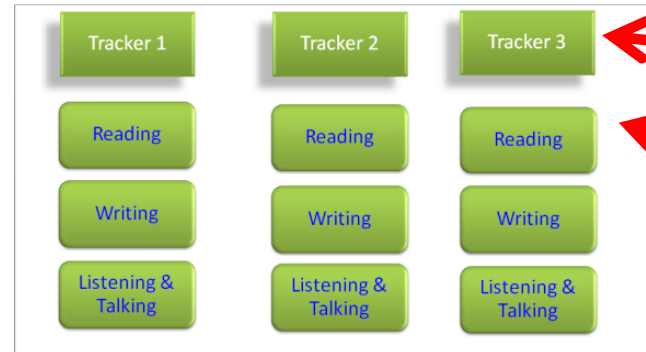 Tracker 1
Tracker 2
Tracker 3
Reading
Reading
Reading
Writing
Writing
Writing
Listening &
Talking
Listening &
Talking
Listening &
Talking